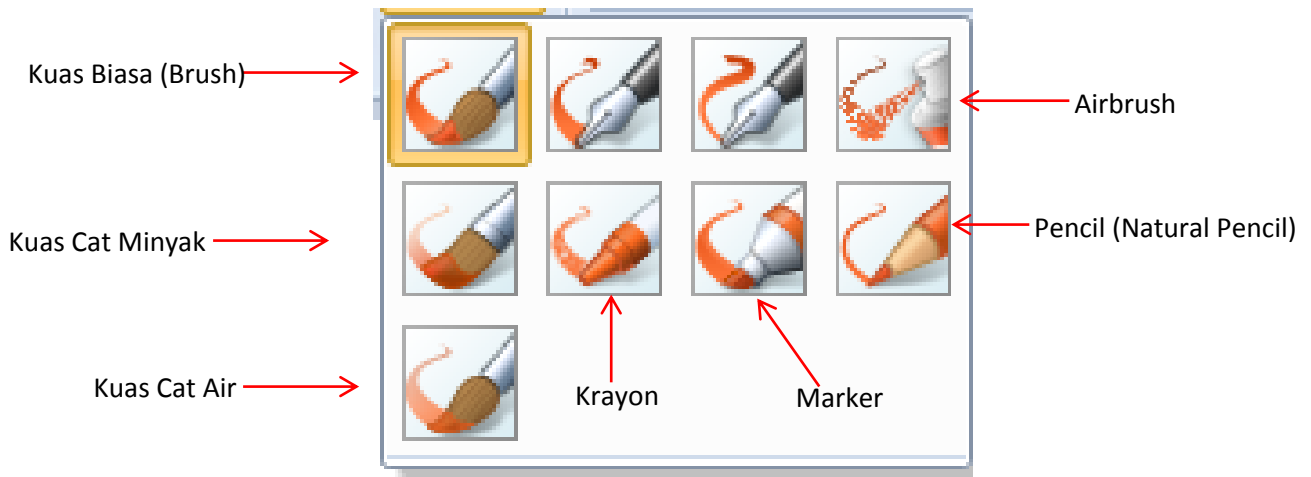 Kuas Biasa (Brush)
Airbrush
Kuas Cat Minyak
Pencil (Natural Pencil)
Kuas Cat Air
Krayon
Marker